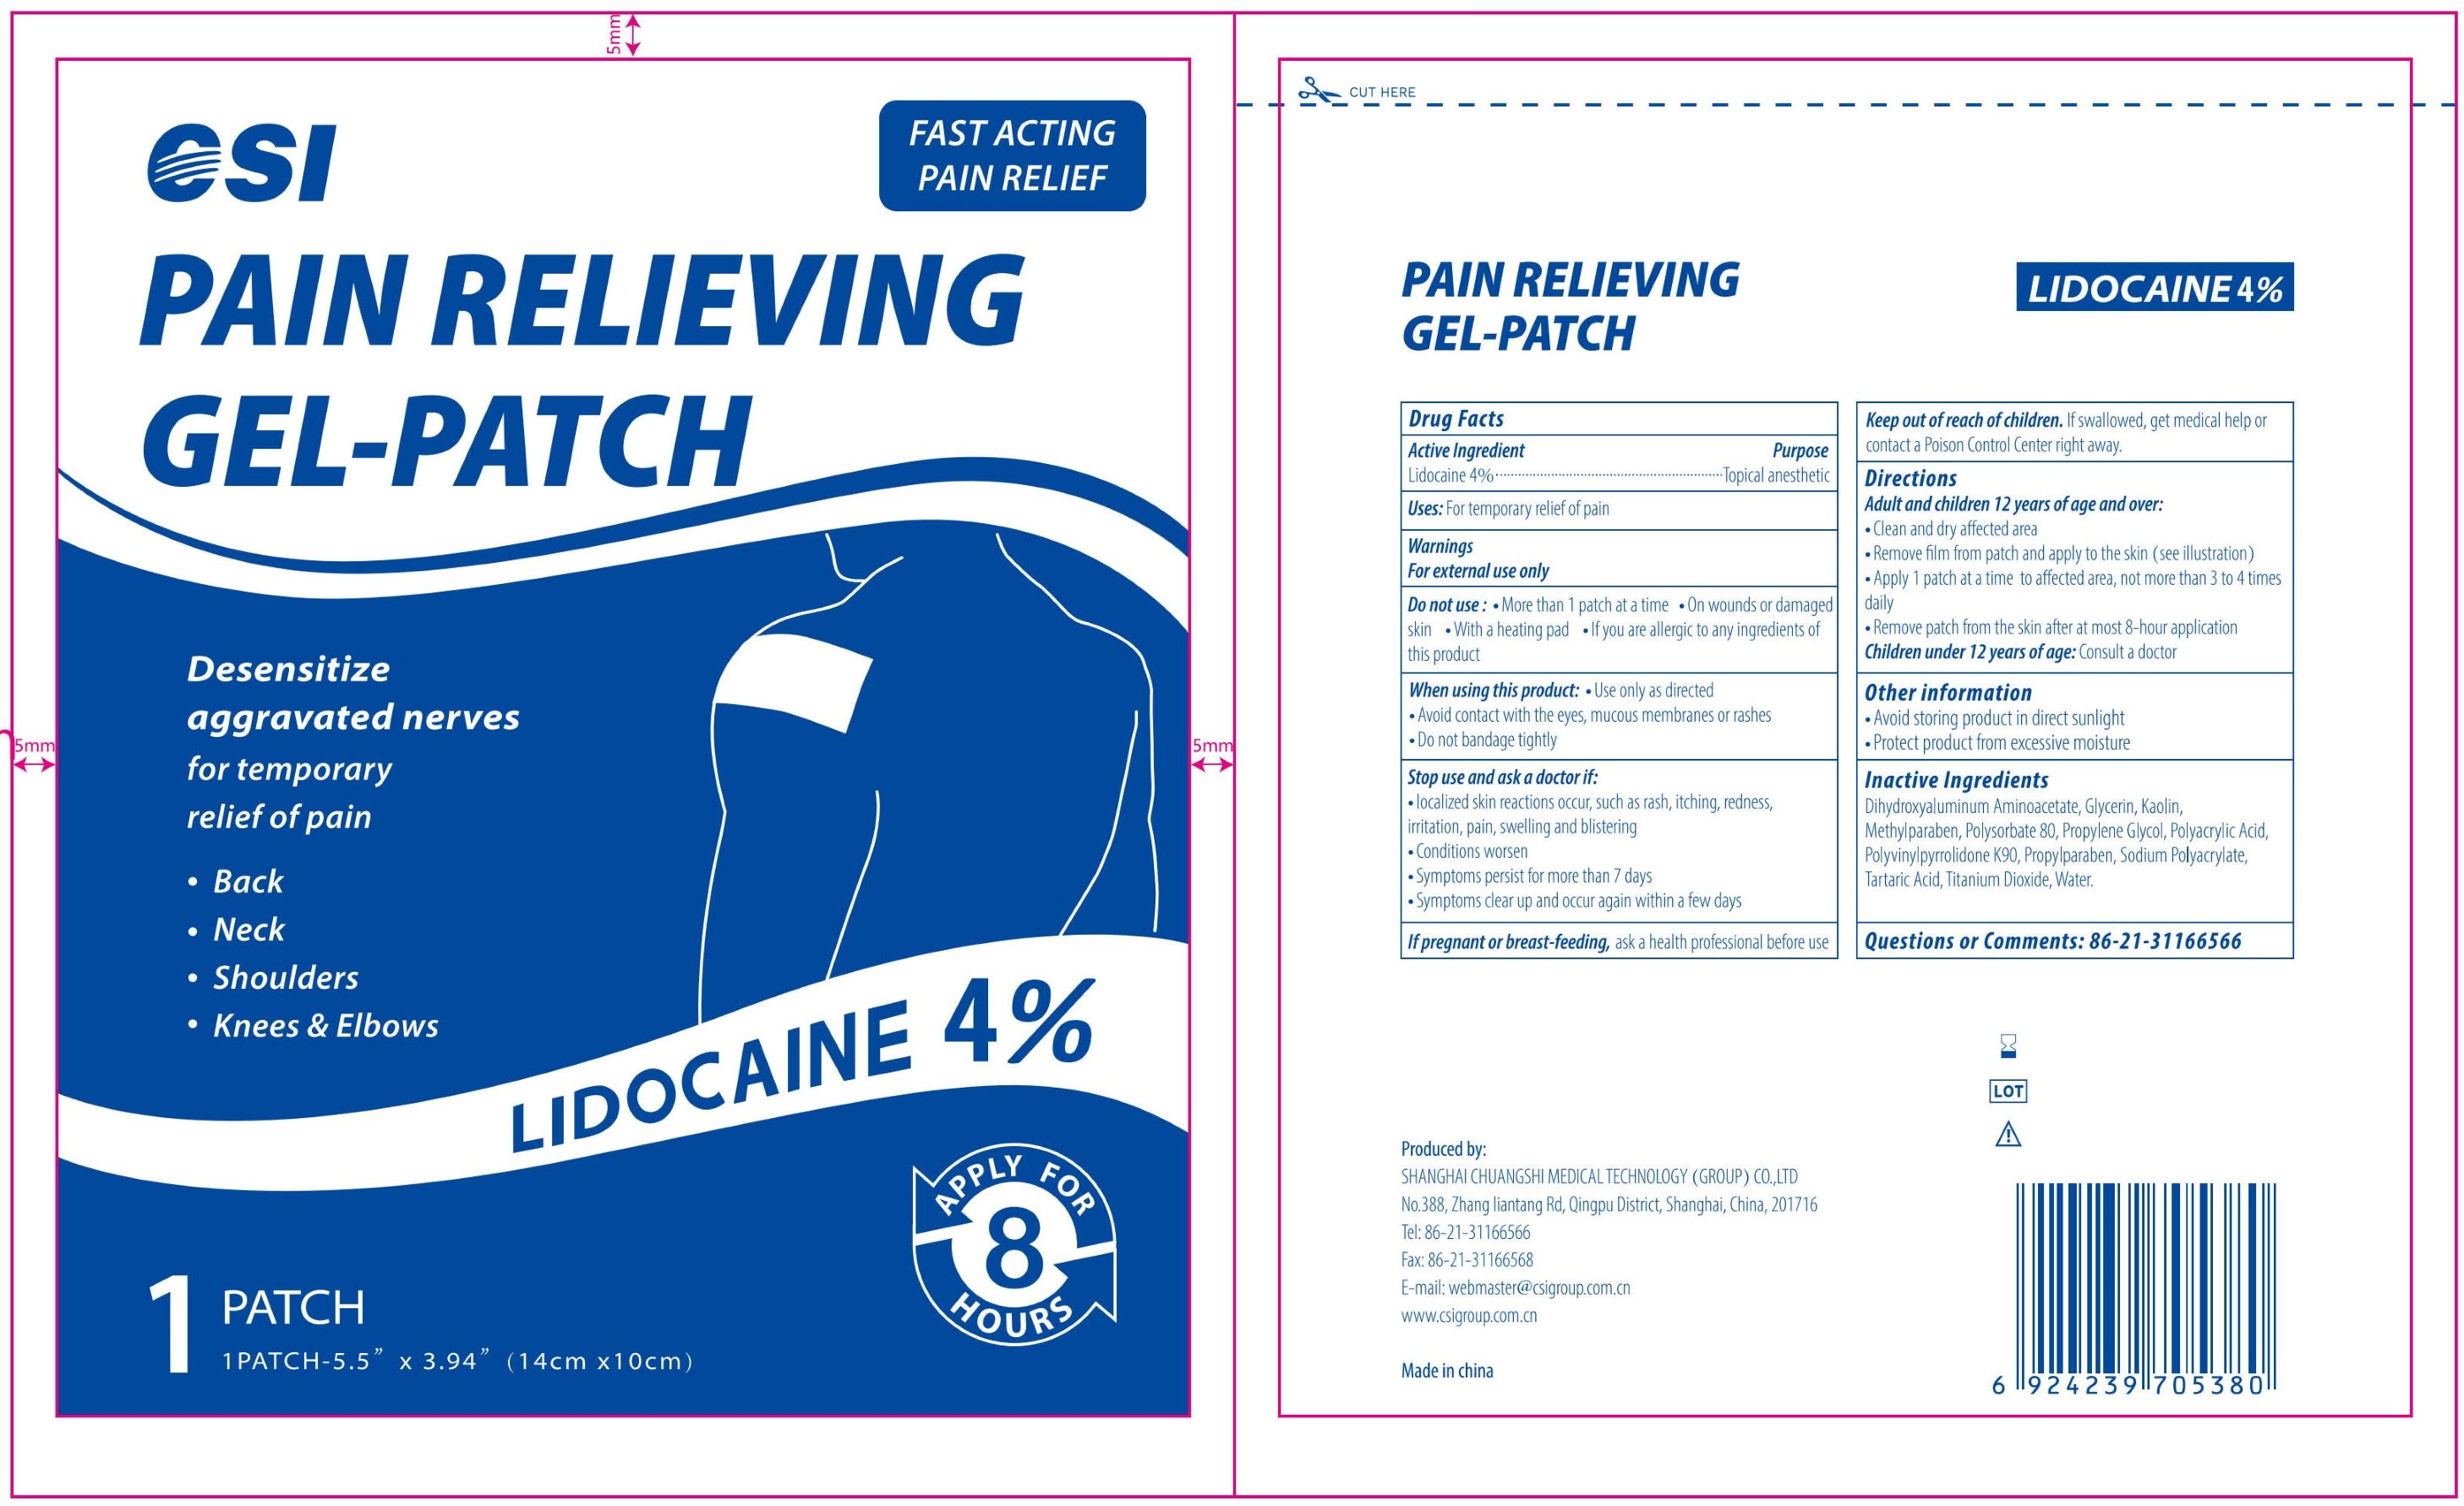 5mm
CSI
FAST ACTING
PAIN RELIEF
PAIN RELIEVING
GEL-PATCH
Desensitize
aggravated nerves
for temporary
relief of pain
• Back
• Neck
• Shoulders
• Knees & Elbows
5mm
5mm
LIDOCAINE 4%
APPLY FOR
8
HOURS
1 PATCH
1PATCH-5.5” x 3.94” (14cm x10cm)
CUT HERE
PAIN RELIEVING
GEL-PATCH
LIDOCAINE 4%
Drug Facts
Active Ingredient Purpose
Lidocaine 4%·····Topical anesthetic
Uses: For temporary relief of pain
Warnings
For external use only
Do not use : • More than 1 patch at a time • On wounds or damaged
skin • With a heating pad • If you are allergic to any ingredients of
this product
When using this product: • Use only as directed
• Avoid contact with the eyes, mucous membranes or rashes
• Do not bandage tightly
Stop use and ask a doctor if:
• localized skin reactions occur, such as rash, itching, redness,
irritation, pain, swelling and blistering
• Conditions worsen
• Symptoms persist for more than 7 days
• Symptoms clear up and occur again within a few days
If pregnant or breast-feeding, ask a health professional before use
Keep out of reach of children. If swallowed, get medical help or
contact a Poison Control Center right away.
Directions
Adult and children 12 years of age and over:
• Clean and dry affected area
• Remove film from patch and apply to the skin (see illustration)
• Apply 1 patch at a time to affected area, not more than 3 to 4 times
daily
• Remove patch from the skin after at most 8-hour application
Children under 12 years of age: Consult a doctor
Other information
• Avoid storing product in direct sunlight
• Protect product from excessive moisture
Inactive Ingredients
Dihydroxyaluminum Aminoacetate, Glycerin, Kaolin,
Methylparaben, Polysorbate 80, Propylene Glycol, Polyacrylic Acid,
Polyvinylpyrrolidone K90, Propylparaben, Sodium Polyacrylate,
Tartaric Acid, Titanium Dioxide, Water.
Questions or Comments: 86-21-31166566
LOT
Produced by:
SHANGHAI CHUANGSHI MEDICAL TECHNOLOGY (GROUP) CO.,LTD
No.388, Zhang liantang Rd, Qingpu District, Shanghai, China, 201716
Tel: 86-21-31166566
Fax: 86-21-31166568
E-mail: webmaster@csigroup.com.cn
www.csigroup.com.cn
Made in china
6 924239 705380